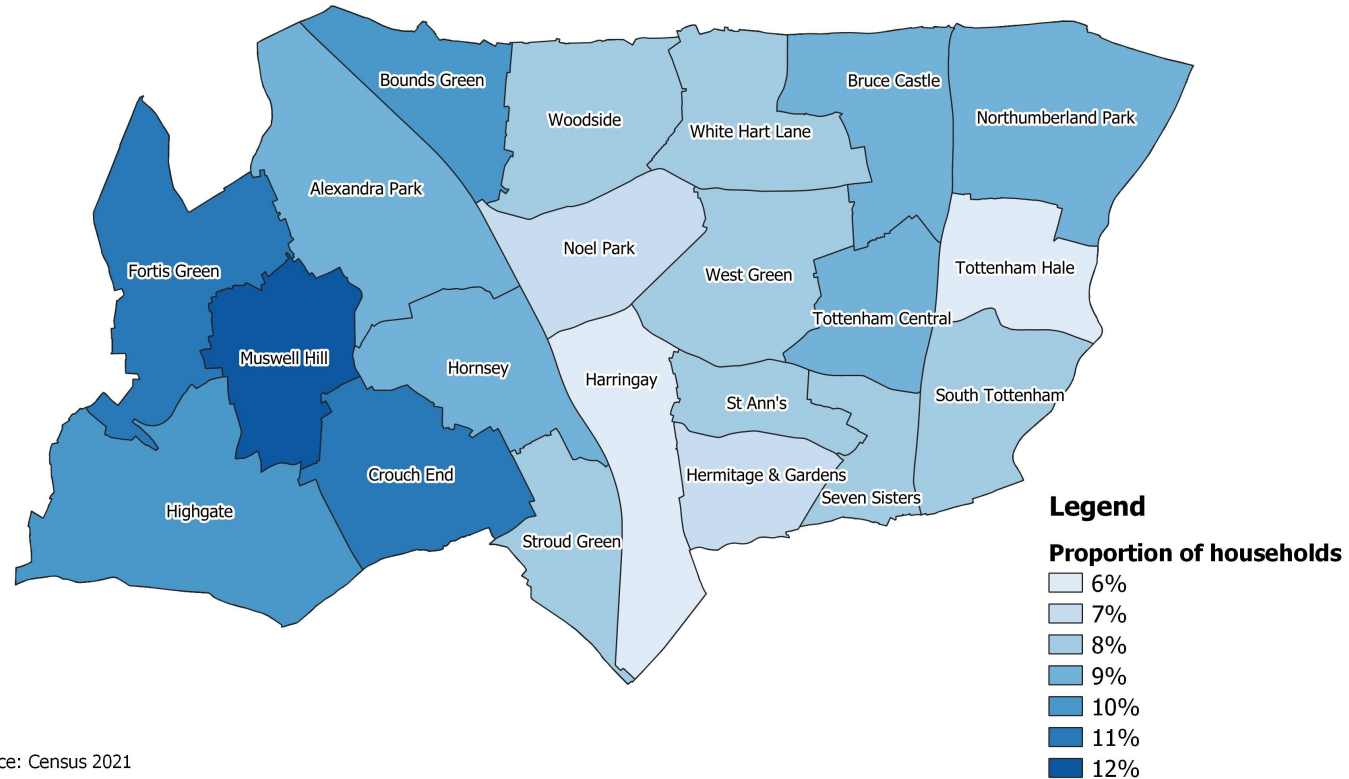 Bounds Green
Bruce Castle
Woodside
Northumberland Park
White Hart Lane
Alexandra Park
Noel Park
Fortis Green
West Green
Tottenham Hale
Tottenham Central
Muswell Hill
Hornsey
Harringay
South Tottenham
St Ann's
Crouch End
Hermitage & Gardens
Seven Sisters
Highgate
Stroud Green
Legend
Proportion of households
6%
7%
8%
9%
10%
11%
12%
ce: Census 2021